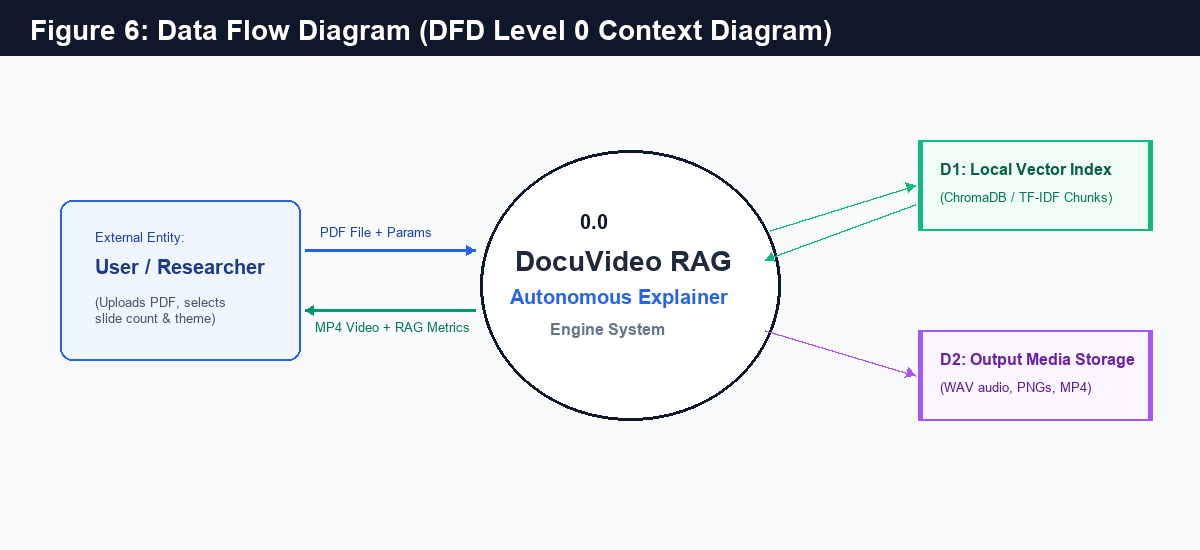 Figure 6: Data Flow Diagram (DFD Level 0 Context Diagram)
External Entity:
User / Researcher
(Uploads PDF, selects
slide count & theme)
PDF File + Params
MP4 Video + RAG Metrics
0.0
DocuVideo RAG
Autonomous Explainer
Engine System
D1: Local Vector Index
(ChromaDB / TF-IDF Chunks)
D2: Output Media Storage
(WAV audio, PNGs, MP4)